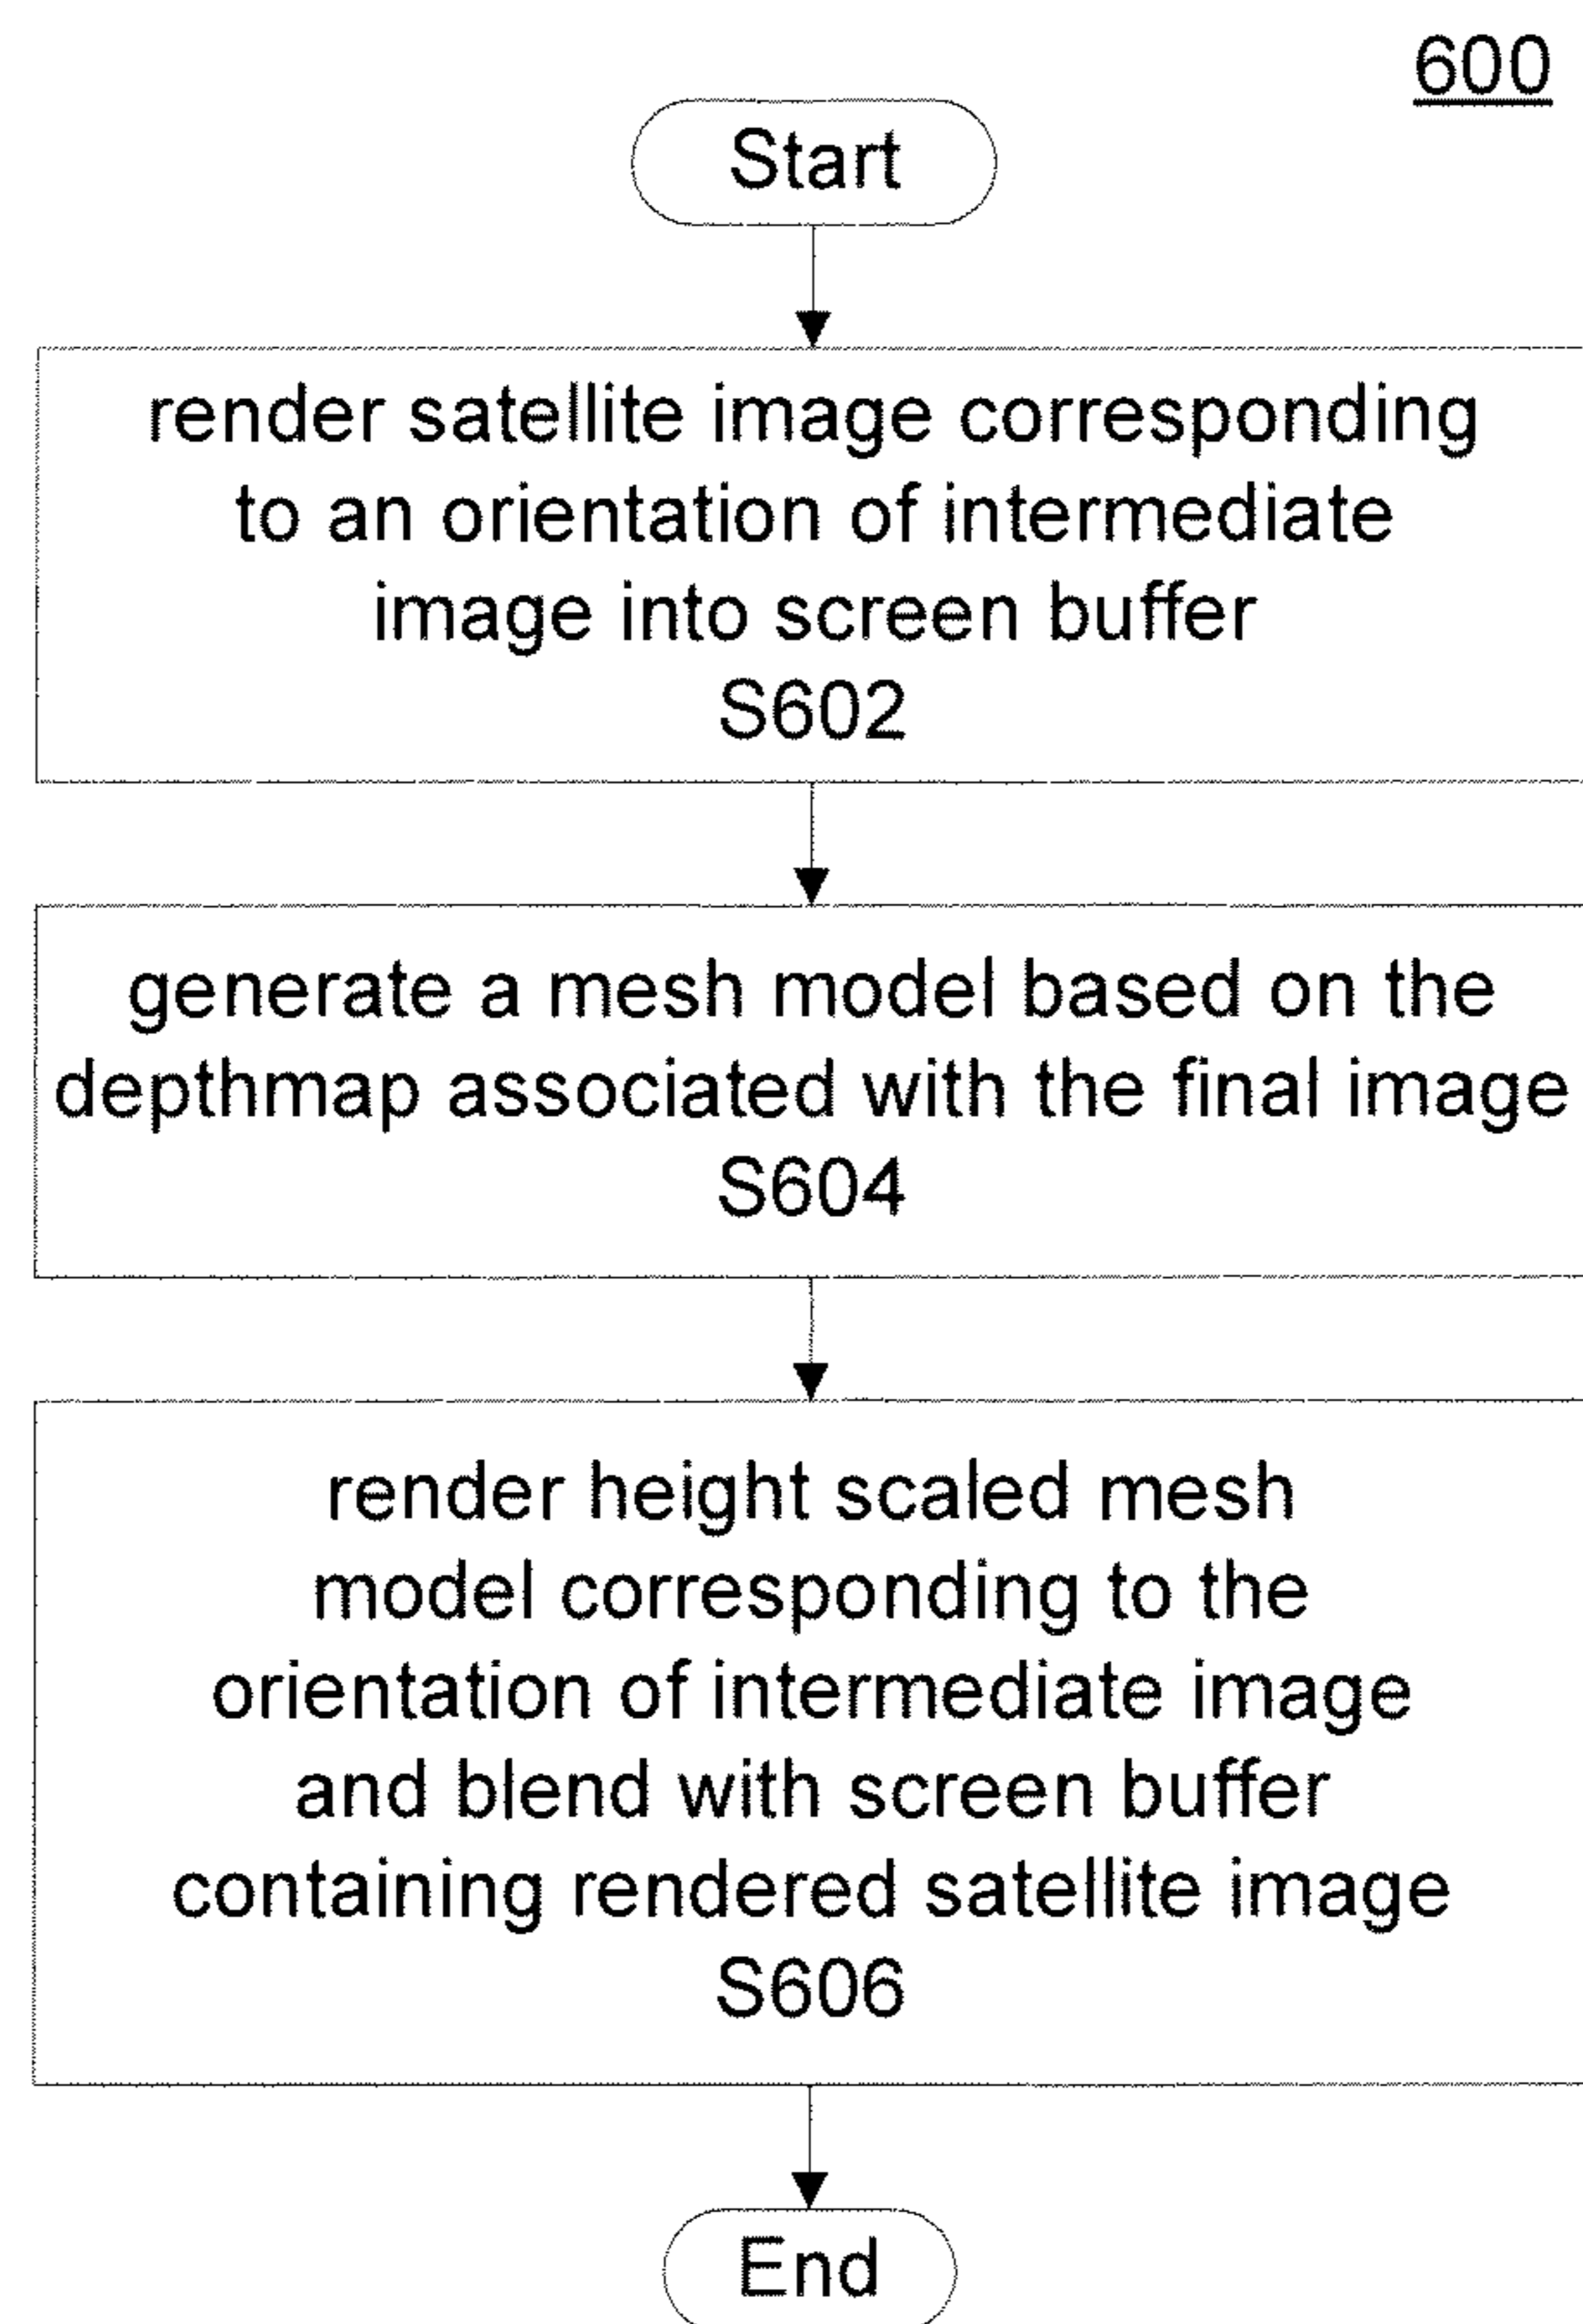 600
Start
render satellite image corresponding
to an orientation of intermediate
image into screen buffer
S602
generate a mesh model based on the
depthmap associated with the final image
S604
render height scaled mesh
model corresponding to the
orientation of intermediate image
and blend with screen buffer
containing rendered satellite image
S606
End